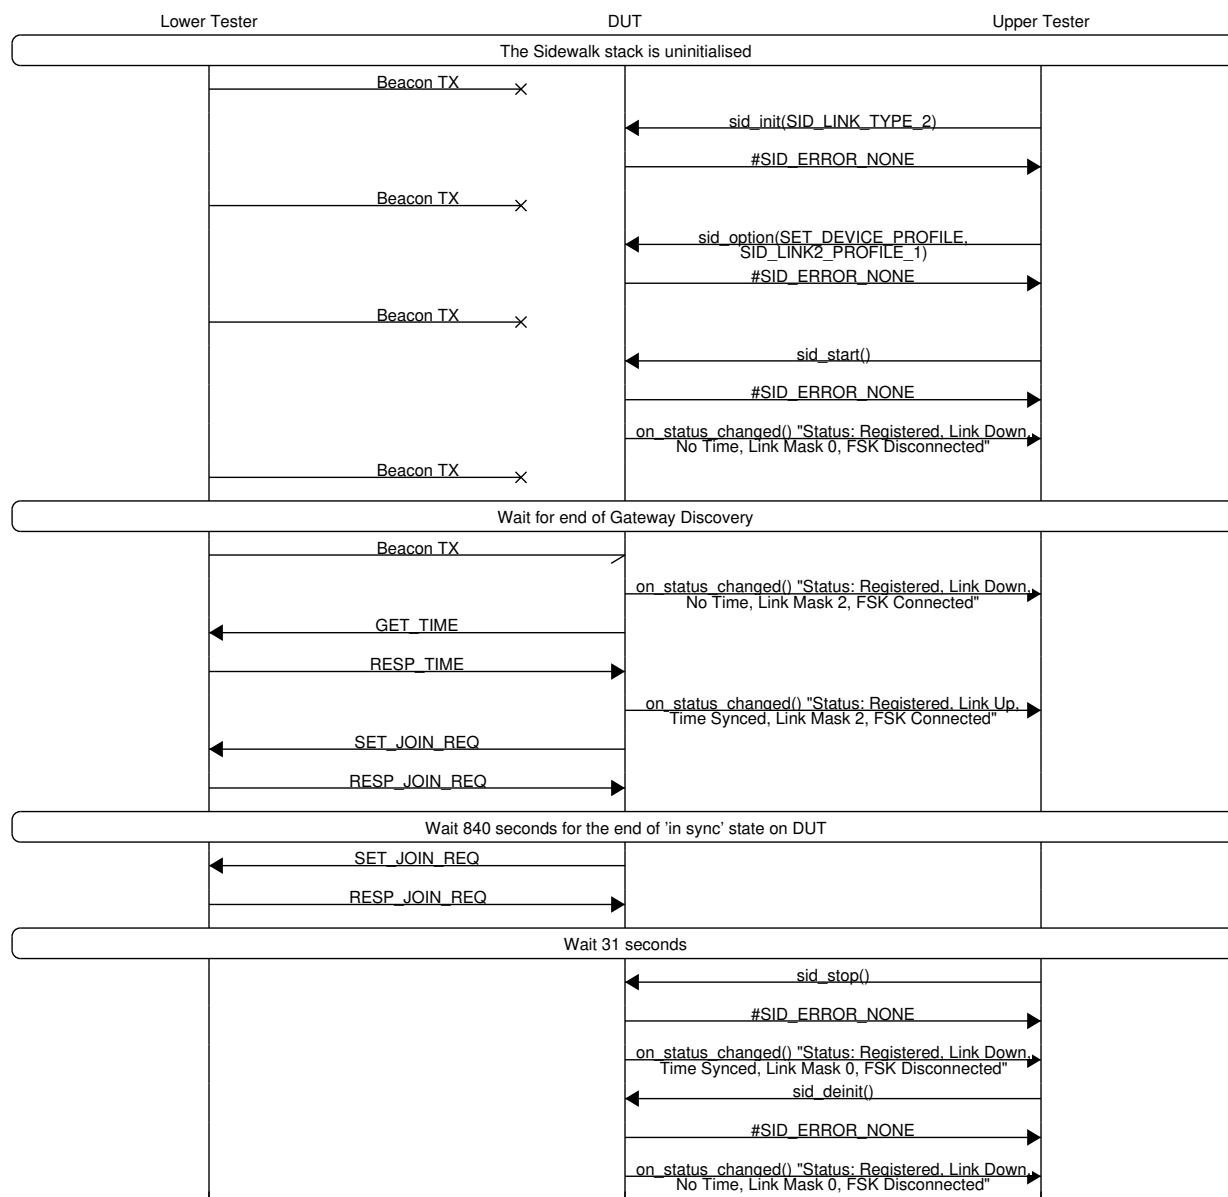 Lower Tester DUT Upper Tester
The Sidewalk stack is uninitialised
Beacon TX
sid_init(SID_LINK_TYPE_2)
#SID_ERROR_NONE
Beacon TX
sid_option(SET_DEVICE_PROFILE,
SID_LINK2_PROFILE_1)
#SID_ERROR_NONE
Beacon TX
sid_start()
#SID_ERROR_NONE
on_status_changed() "Status: Registered, Link Down,
No Time, Link Mask 0, FSK Disconnected"
Beacon TX
Wait for end of Gateway Discovery
Beacon TX
on_status_changed() "Status: Registered, Link Down,
No Time, Link Mask 2, FSK Connected"
GET_TIME
RESP_TIME
on_status_changed() "Status: Registered, Link Up,
Time Synced, Link Mask 2, FSK Connected"
SET_JOIN_REQ
RESP_JOIN_REQ
Wait 840 seconds for the end of 'in sync' state on DUT
SET_JOIN_REQ
RESP_JOIN_REQ
Wait 31 seconds
sid_stop()
#SID_ERROR_NONE
on_status_changed() "Status: Registered, Link Down,
Time Synced, Link Mask 0, FSK Disconnected"
sid_deinit()
#SID_ERROR_NONE
on_status_changed() "Status: Registered, Link Down,
No Time, Link Mask 0, FSK Disconnected"